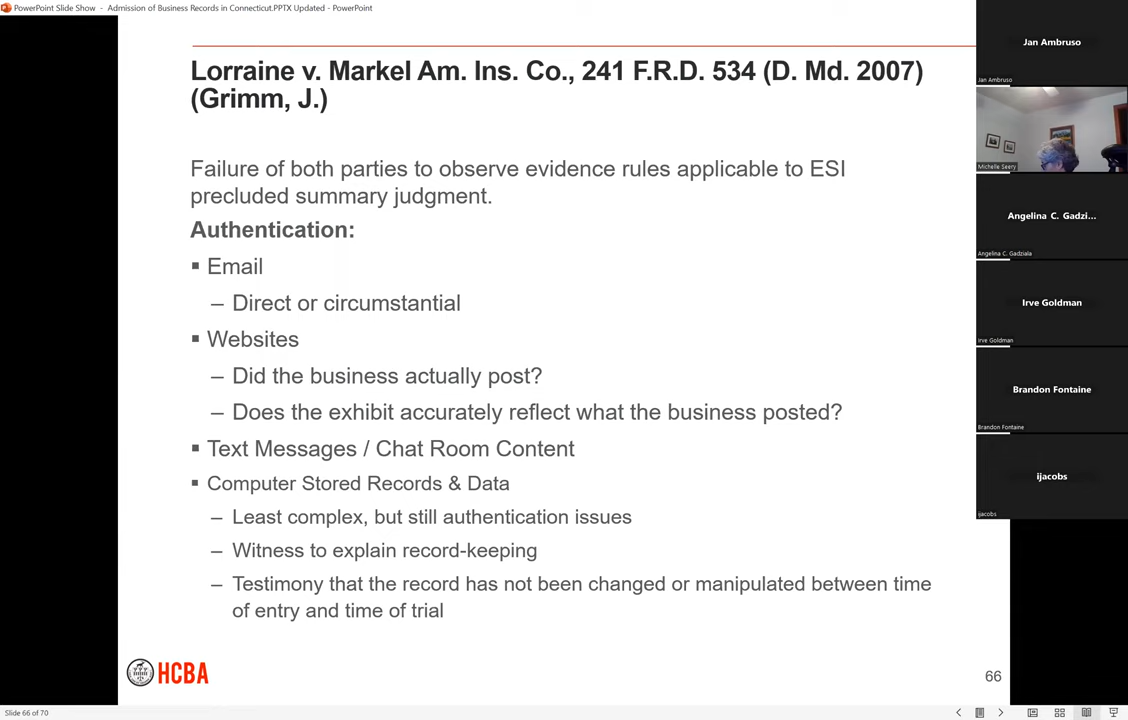 PowerPoint Slide Show - Admission of Business Records in Connecticut.PPTX Updated - PowerPoint
Lorraine v. Markel Am. Ins. Co., 241 F.R.D. 534 (D. Md. 2007)
(Grimm, J.)
Failure of both parties to observe evidence rules applicable to ESI
precluded summary judgment.
Authentication:
▪ Email
– Direct or circumstantial
▪ Websites
– Did the business actually post?
– Does the exhibit accurately reflect what the business posted?
▪ Text Messages / Chat Room Content
▪ Computer Stored Records & Data
– Least complex, but still authentication issues
– Witness to explain record-keeping
– Testimony that the record has not been changed or manipulated between time
of entry and time of trial
HCBA
66
Slide 66 of 70
Jan Ambruso
Jan Ambruso
Michelle Seery
Angelina C. Gadzi...
Angelina C. Gadziala
Irve Goldman
Irve Goldman
Brandon Fontaine
Brandon Fontaine
ijacobs
ijacobs